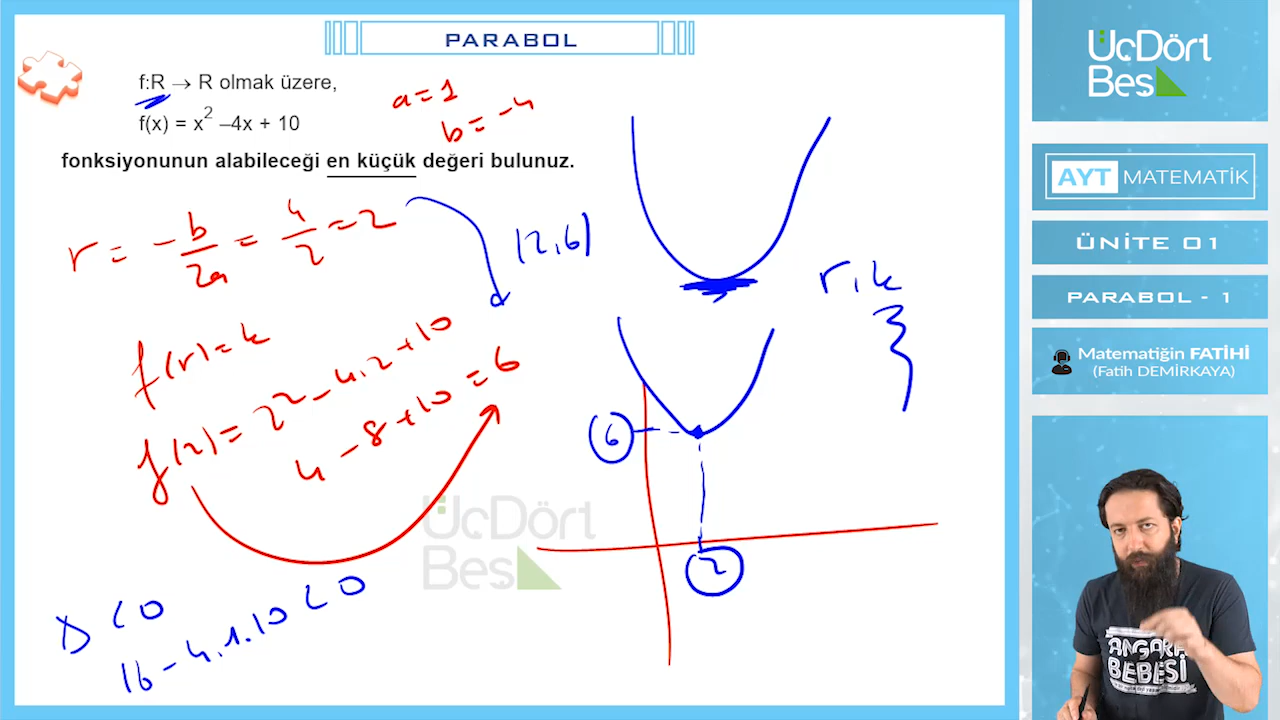 PARABOL
f:R → R olmak üzere,
f(x) = x² –4x + 10
fonksiyonunun alabileceği en küçük değeri bulunuz.
a = 1
b = -4
r = -b/2a = 4/2 = 2
(2,6)
r,k
f(r)=k
f(2) = 2² - 4.2 + 10
4 - 8 + 10 = 6
6
2
Δ < 0
16 - 4.1.10 < 0
ÜçDört
Beş
ÜçDört
Beş
AYT MATEMATİK
ÜNİTE 01
PARABOL - 1
Matematiğin FATİHİ
(Fatih DEMİRKAYA)
ANGARA
BEBESİ